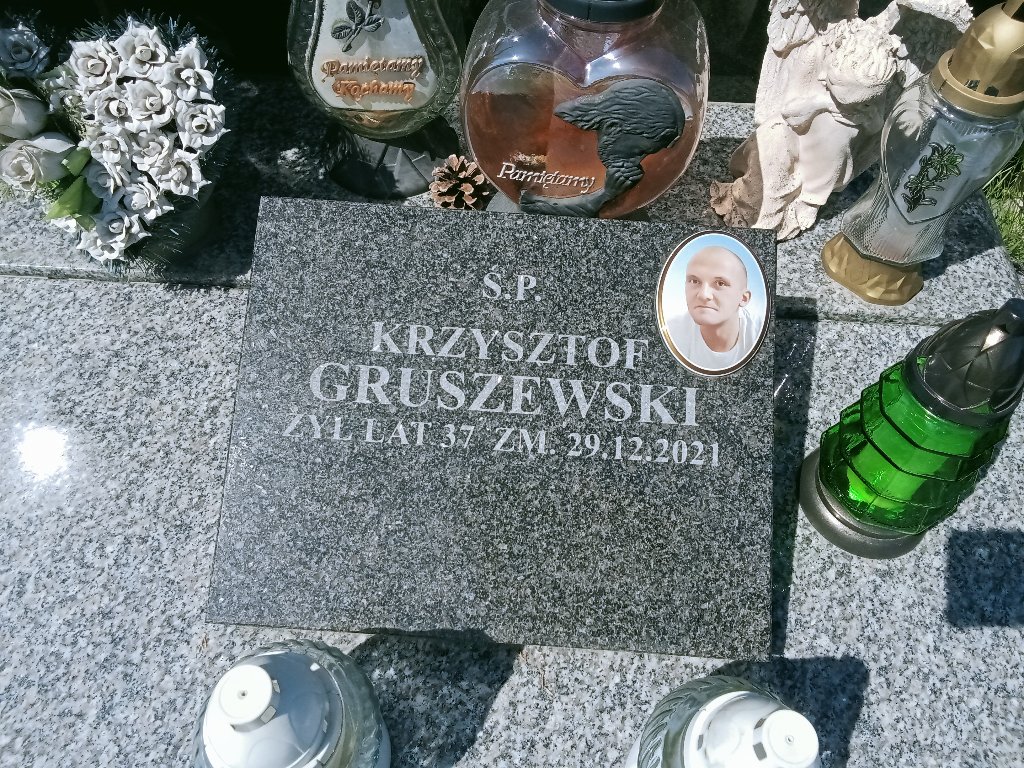 Pamiętamy
Kochamy
Pamiętamy
Ś.P.
KRZYSZTOF
GRUSZEWSKI
ŻYŁ LAT 37 ZM. 29.12.2021